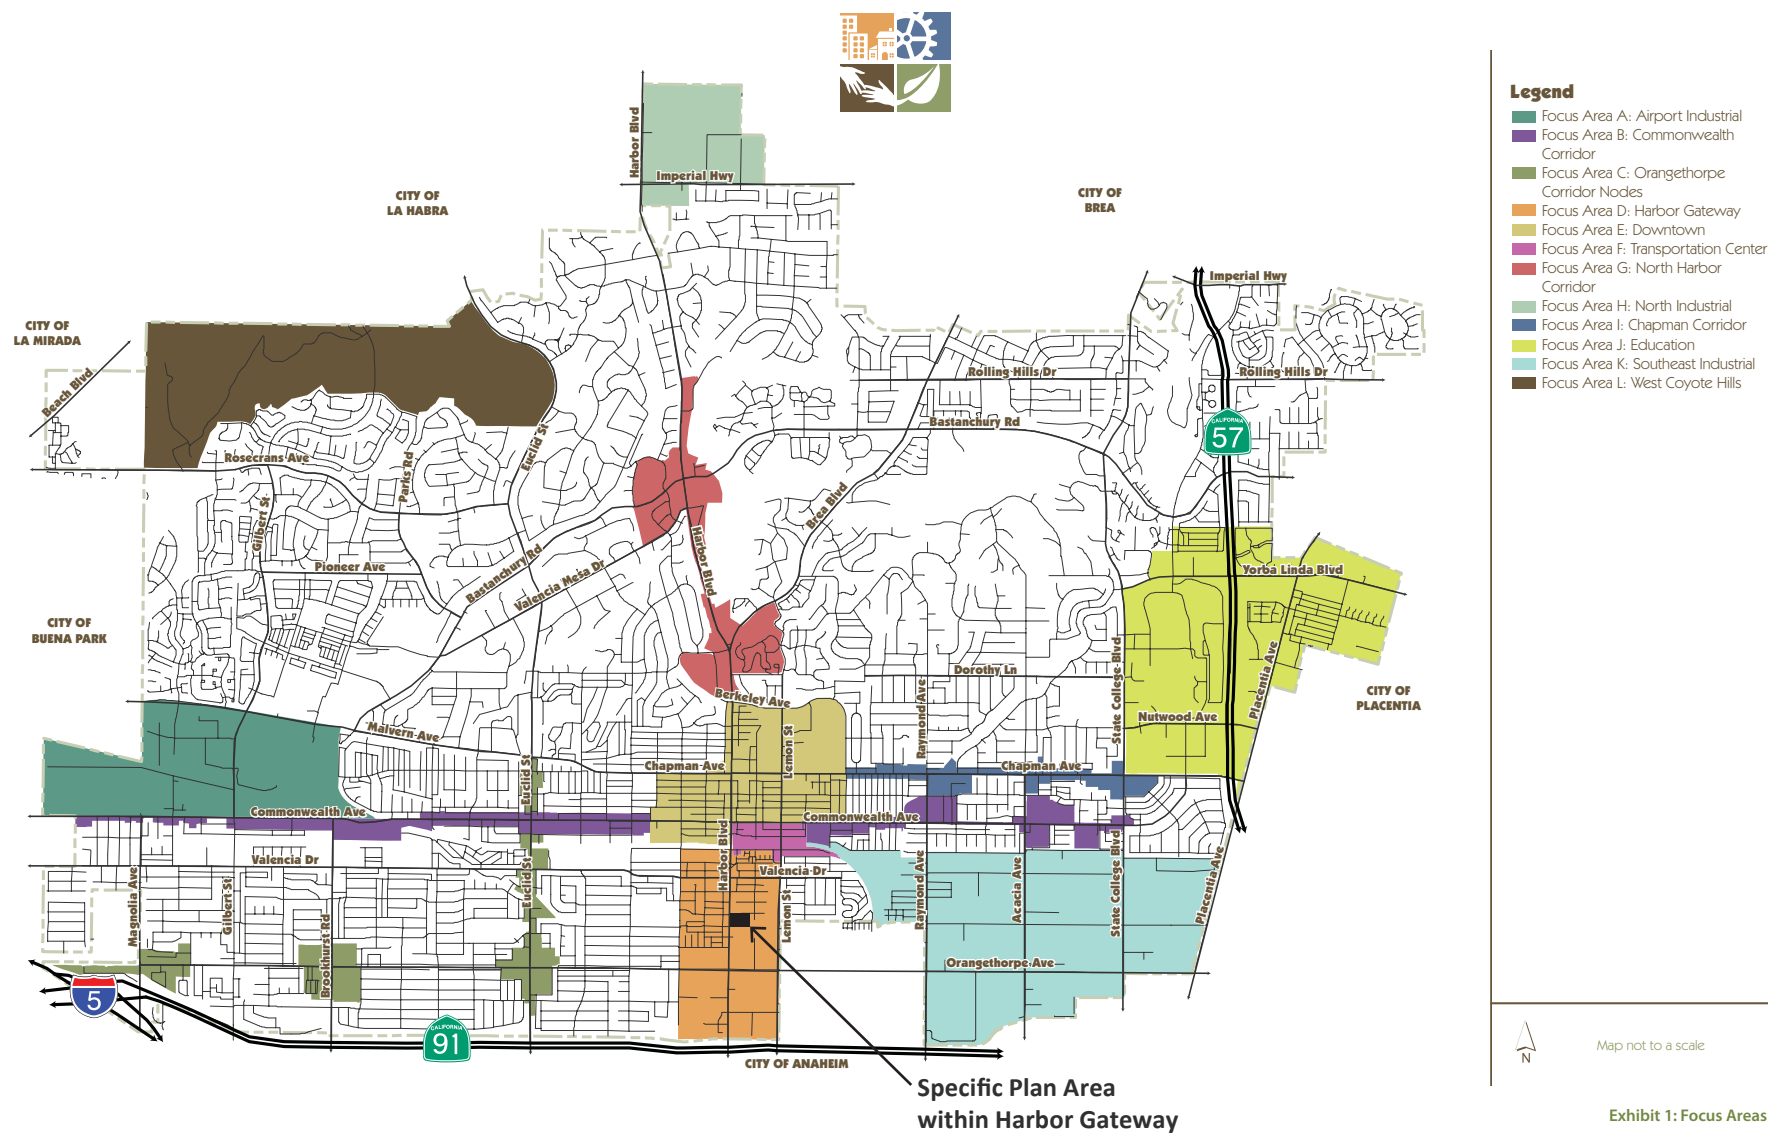 Harbor Blvd
Imperial Hwy
CITY OF
LA HABRA
CITY OF
BREA
Imperial Hwy
CITY OF
LA MIRADA
Beach Blvd
Rolling Hills Dr
Rolling Hills Dr
Bastanchury Rd
CALIFORNIA
57
Euclid St
Rosecrans Ave
Parks Rd
Gilbert St
Brea Blvd
Harbor Blvd
Pioneer Ave
Bastanchury Rd
Valencia Mesa Dr
Yorba Linda Blvd
CITY OF
BUENA PARK
Dorothy Ln
State College Blvd
Placentia Ave
CITY OF
PLACENTIA
Berkeley Ave
Raymond Ave
Nutwood Ave
Malvern Ave
Lemon St
Chapman Ave
Chapman Ave
Euclid St
Commonwealth Ave
Commonwealth Ave
Harbor Blvd
Valencia Dr
Valencia Dr
Magnolia Ave
Gilbert St
Euclid St
Lemon St
Raymond Ave
Acacia Ave
State College Blvd
Placentia Ave
Brookhurst Rd
Orangethorpe Ave
5
CALIFORNIA
91
CITY OF ANAHEIM
Specific Plan Area
within Harbor Gateway
Legend
Focus Area A: Airport Industrial
Focus Area B: Commonwealth
Corridor
Focus Area C: Orangethorpe
Corridor Nodes
Focus Area D: Harbor Gateway
Focus Area E: Downtown
Focus Area F: Transportation Center
Focus Area G: North Harbor
Corridor
Focus Area H: North Industrial
Focus Area I: Chapman Corridor
Focus Area J: Education
Focus Area K: Southeast Industrial
Focus Area L: West Coyote Hills
N
Map not to a scale
Exhibit 1: Focus Areas